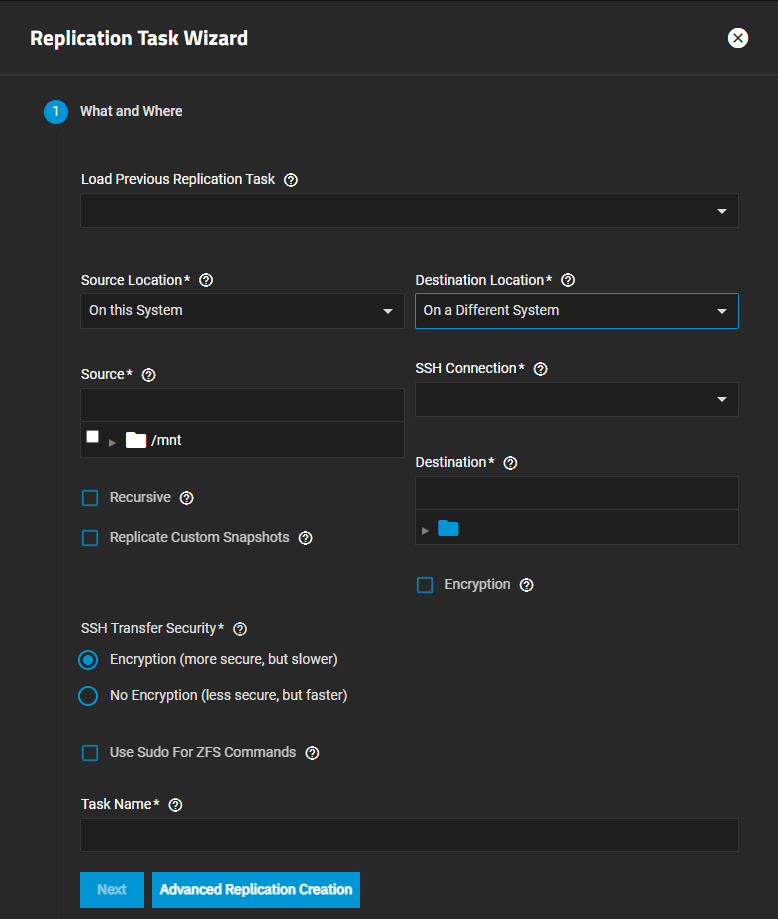 Replication Task Wizard
1 What and Where
Load Previous Replication Task
Source Location*
Destination Location*
On this System
On a Different System
Source*
SSH Connection*
/mnt
Destination*
Recursive
Replicate Custom Snapshots
Encryption
SSH Transfer Security*
Encryption (more secure, but slower)
No Encryption (less secure, but faster)
Use Sudo For ZFS Commands
Task Name*
Next
Advanced Replication Creation